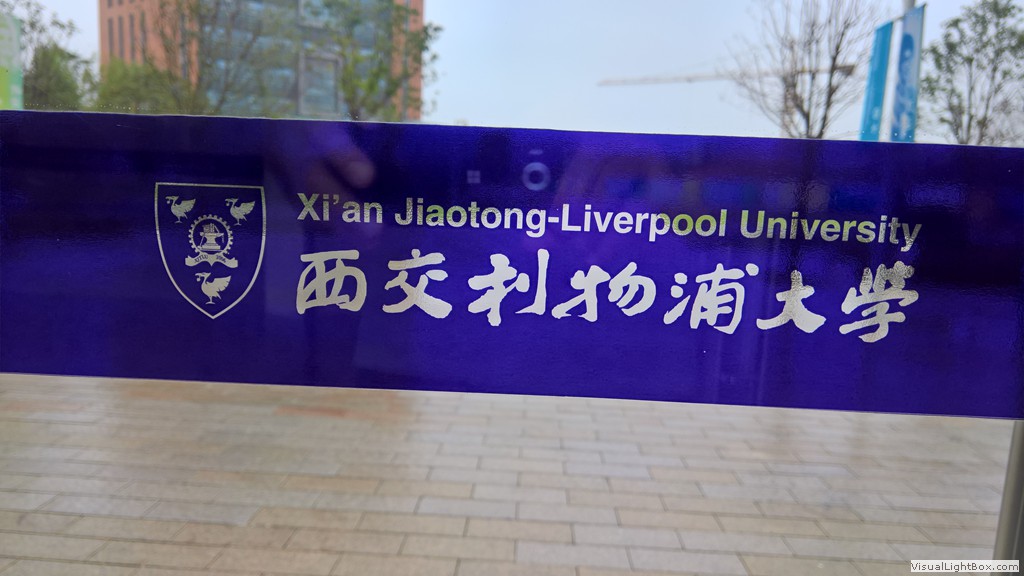 Xi'an Jiaotong-Liverpool University
西交利物浦大学
VisualLightBox.com